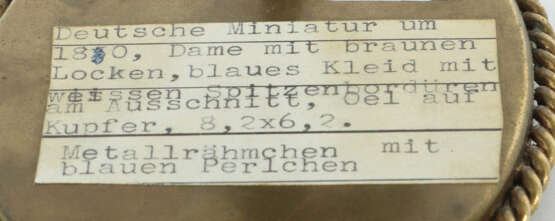 Deutsche Miniatur um
1830, Dame mit braunen
Locken, blaues Kleid mit
weissen Spitzenbordüren
am Ausschnitt, Oel auf
Kupfer, 8,2x6,2.
Metallrähmchen mit
blauen Perlchen